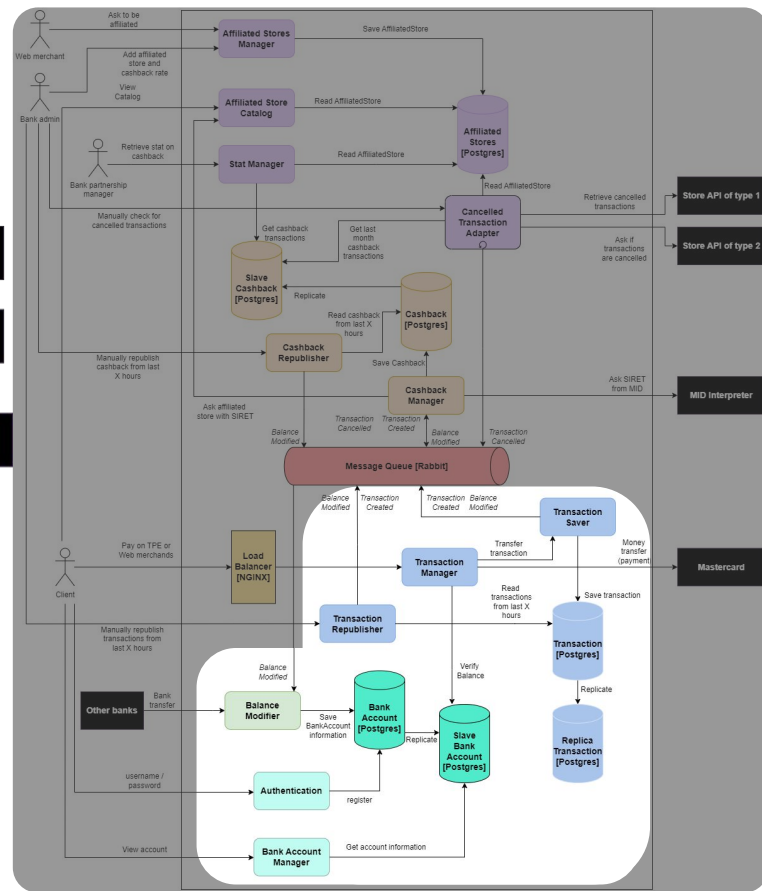 Ask to be
affiliated
Web merchant
Affiliated Stores
Manager
Save AffiliatedStore
Add affiliated
store and
cashback rate
View
Catalog
Bank admin
Affiliated Store
Catalog
Read AffiliatedStore
Affiliated
Stores
[Postgres]
Retrieve stat on
cashback
Bank partnership
manager
Stat Manager
Read AffiliatedStore
Read AffiliatedStore
Manually check for
cancelled transactions
Cancelled
Transaction
Adapter
Retrieve cancelled
transactions
Store API of type 1
Ask if
transactions
are cancelled
Store API of type 2
Get cashback
transactions
Get last
month
cashback
transactions
Slave
Cashback
[Postgres]
Replicate
Cashback
[Postgres]
Read cashback
from last X
hours
Manually republish
cashback from last
X hours
Cashback
Republisher
Save Cashback
Cashback
Manager
Ask SIRET
from MID
MID Interpreter
Ask affiliated
store with SIRET
Balance
Modified
Transaction
Cancelled
Transaction
Created
Balance
Modified
Transaction
Cancelled
Message Queue [Rabbit]
Balance
Modified
Transaction
Created
Transaction
Created
Balance
Modified
Transaction
Saver
Pay on TPE or
Web merchands
Client
Load
Balancer
[NGINX]
Transaction
Manager
Transfer
transaction
Money
transfer
(payment)
Mastercard
Save transaction
Read
transactions
from last X
hours
Transaction
Republisher
Transaction
[Postgres]
Manually republish
transactions from
last X hours
Balance
Modified
Verify
Balance
Replicate
Other banks
Bank
transfer
Balance
Modifier
Save
BankAccount
information
Bank
Account
[Postgres]
Replicate
Slave
Bank
Account
[Postgres]
Replica
Transaction
[Postgres]
username /
password
Authentication
register
View account
Bank Account
Manager
Get account information